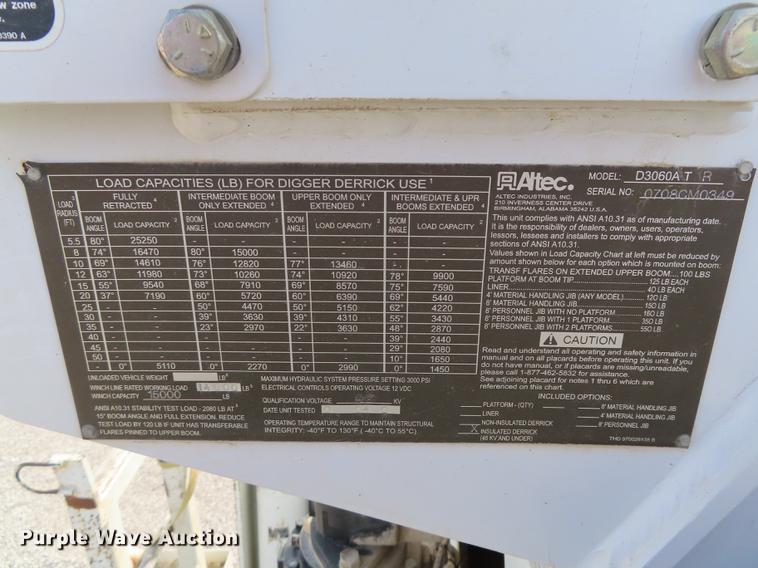 w zone
e.
8390 A
LOAD CAPACITIES (LB) FOR DIGGER DERRICK USE 1
LOAD RADIUS (FT) FULLY RETRACTED 4 INTERMEDIATE BOOM ONLY EXTENDED 4 UPPER BOOM ONLY EXTENDED 4 INTERMEDIATE & UPR BOOMS EXTENDED 4
BOOM ANGLE LOAD CAPACITY 2 BOOM ANGLE LOAD CAPACITY 2 BOOM ANGLE LOAD CAPACITY 2 BOOM ANGLE LOAD CAPACITY 2
5.5 80° 25250 - - - - - -
8 74° 16470 80° 15000 - - - -
10 69° 14610 76° 12820 77° 13460 - -
12 63° 11980 73° 10260 74° 10920 78° 9900
15 55° 9540 68° 7910 69° 8570 75° 7590
20 37° 7190 60° 5720 60° 6390 69° 5440
25 - - 50° 4470 50° 5150 62° 4220
30 - - 39° 3630 39° 4310 55° 3430
35 - - 23° 2970 22° 3630 48° 2870
40 - - - - - - 39° 2440
45 - - - - - - 29° 2080
50 - - - - - - 10° 1650
- 0° 5110 0° 2270 0° 2990 0° 1450
UNLOADED VEHICLE WEIGHT LB 5
WINCH LINE RATED WORKING LOAD LB 6
WINCH CAPACITY 15000 LB
ANSI A10.31 STABILITY TEST LOAD - 2060 LB AT 3
15° BOOM ANGLE AND FULL EXTENSION. REDUCE
TEST LOAD BY 120 LB IF UNIT HAS TRANSFERABLE
FLARES PINNED TO UPPER BOOM.
MAXIMUM HYDRAULIC SYSTEM PRESSURE SETTING 3000 PSI
ELECTRICAL CONTROLS OPERATING VOLTAGE 12 VDC
QUALIFICATION VOLTAGE KV
DATE UNIT TESTED
OPERATING TEMPERATURE RANGE TO MAINTAIN STRUCTURAL
INTEGRITY: -40°F TO 130°F ( -40°C TO 55°C)
Altec.
ALTEC INDUSTRIES, INC.
210 INVERNESS CENTER DRIVE
BIRMINGHAM, ALABAMA 35242 U.S.A.
MODEL: D3060A T R
SERIAL NO: 0708CM0349
This unit complies with ANSI A10.31 as of manufacturing date.
It is the responsibility of dealers, owners, users, operators,
lessors, lessees and installers to comply with appropriate
sections of ANSI A10.31.
Values shown in Load Capacity Chart at left must be reduced by
amount shown below for each option which is mounted on boom:
TRANSF FLARES ON EXTENDED UPPER BOOM....100 LBS
PLATFORM AT BOOM TIP 125 LB EACH
LINER 40 LB EACH
4' MATERIAL HANDLING JIB (ANY MODEL) 120 LB
8' MATERIAL HANDLING JIB 150 LB
8' PERSONNEL JIB WITH NO PLATFORM 160 LB
8' PERSONNEL JIB WITH 1 PLATFORM 350 LB
8' PERSONNEL JIB WITH 2 PLATFORMS 550 LB.
CAUTION
Read and understand all operating and safety information in
manual and on all placards before operating this unit. If you
do not have manual, or if placards are missing/unreadable,
please call 1-877-462-5832 for assistance.
See adjoining placard for notes 1 thru 6 which are
referenced on this chart.
INCLUDED OPTIONS:
PLATFORM - (QTY) 8' MATERIAL HANDLING JIB
LINER 4' MATERIAL HANDLING JIB
NON-INSULATED DERRICK 8' PERSONNEL JIB
X INSULATED DERRICK
(46 KV AND UNDER)
THD 970029135 B
Purple Wave Auction